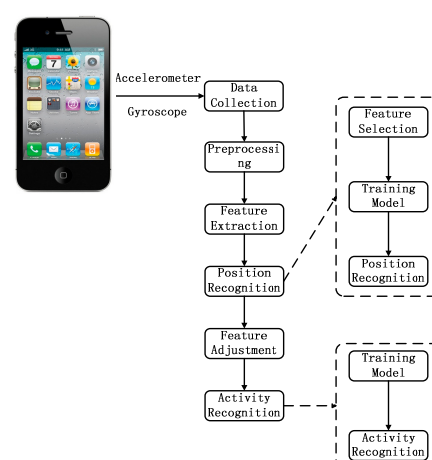 Accelerometer
Gyroscope
Data
Collection
Preprocessi
ng
Feature
Extraction
Position
Recognition
Feature
Adjustment
Activity
Recognition
Feature
Selection
Training
Model
Position
Recognition
Training
Model
Activity
Recognition
7